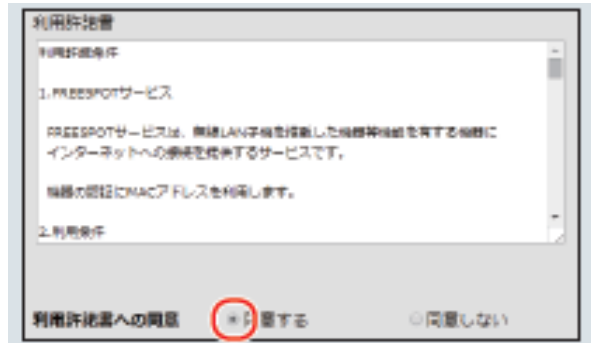 利用許諾書
利用許諾条件
1.FREESPOTサービス
FREESPOTサービスは、無線LAN子機を搭載した機器等機能を有する機器に
インターネットへの接続を提供するサービスです。
機器の認証にMACアドレスを利用します。
2.利用条件
利用許諾書への同意 同意する 同意しない